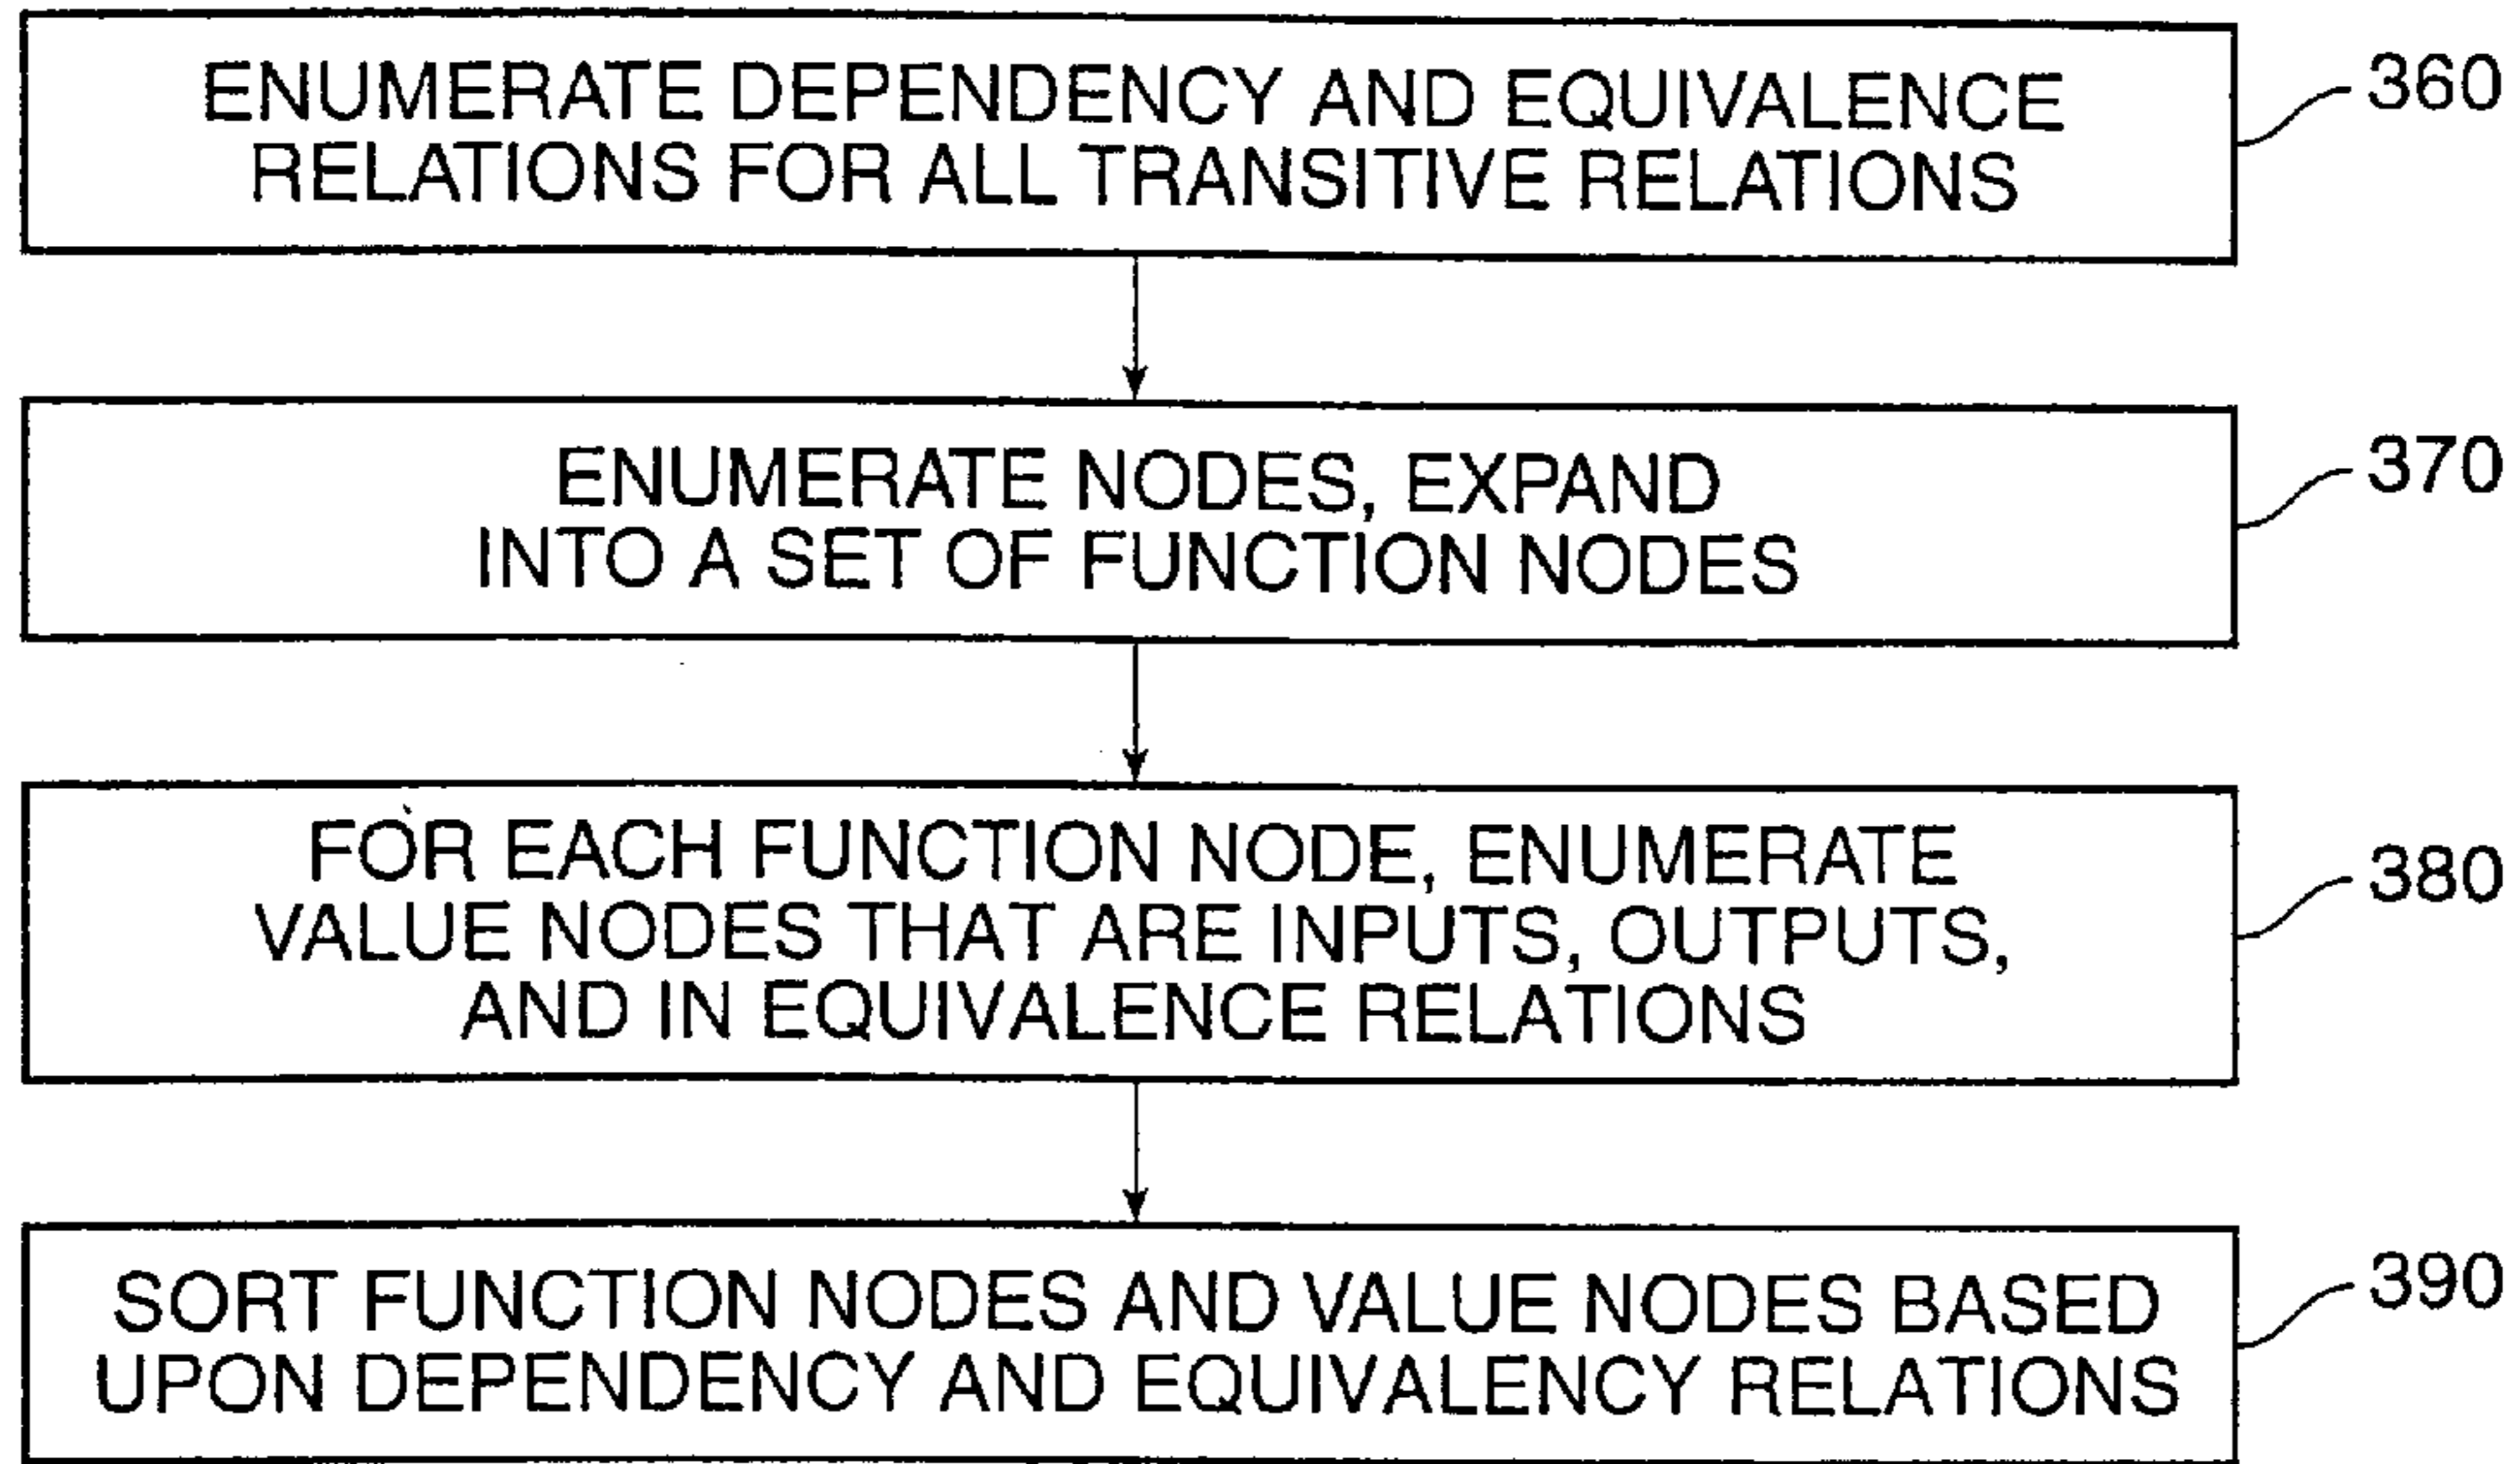 ENUMERATE DEPENDENCY AND EQUIVALENCE
RELATIONS FOR ALL TRANSITIVE RELATIONS
360
ENUMERATE NODES, EXPAND
INTO A SET OF FUNCTION NODES
370
FOR EACH FUNCTION NODE, ENUMERATE
VALUE NODES THAT ARE INPUTS, OUTPUTS,
AND IN EQUIVALENCE RELATIONS
380
SORT FUNCTION NODES AND VALUE NODES BASED
UPON DEPENDENCY AND EQUIVALENCY RELATIONS
390